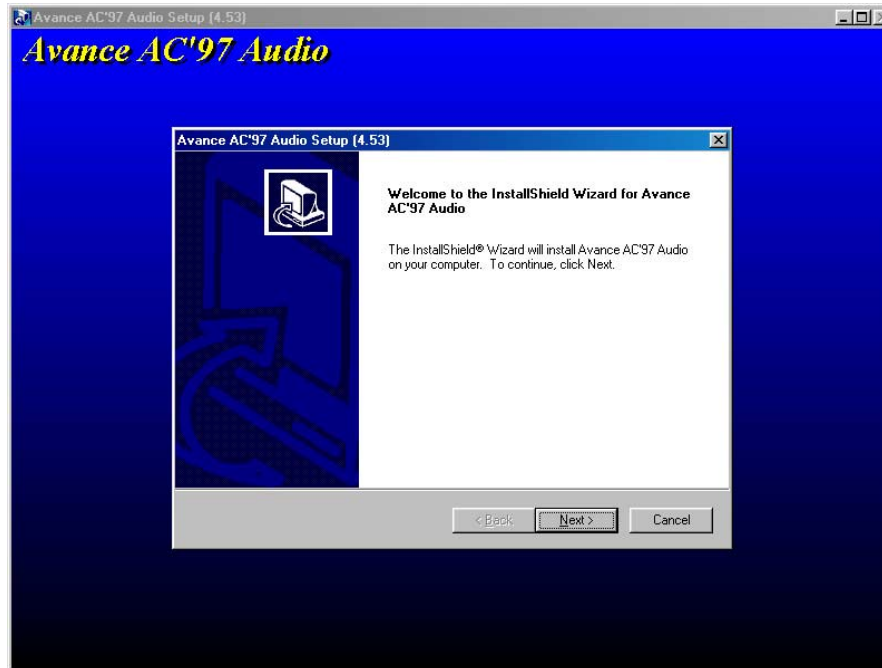 Avance AC'97 Audio Setup (4.53)
Avance AC'97 Audio
Avance AC'97 Audio Setup (4.53)
Welcome to the InstallShield Wizard for Avance
AC'97 Audio
The InstallShield® Wizard will install Avance AC'97 Audio
on your computer. To continue, click Next.
< Back Next > Cancel